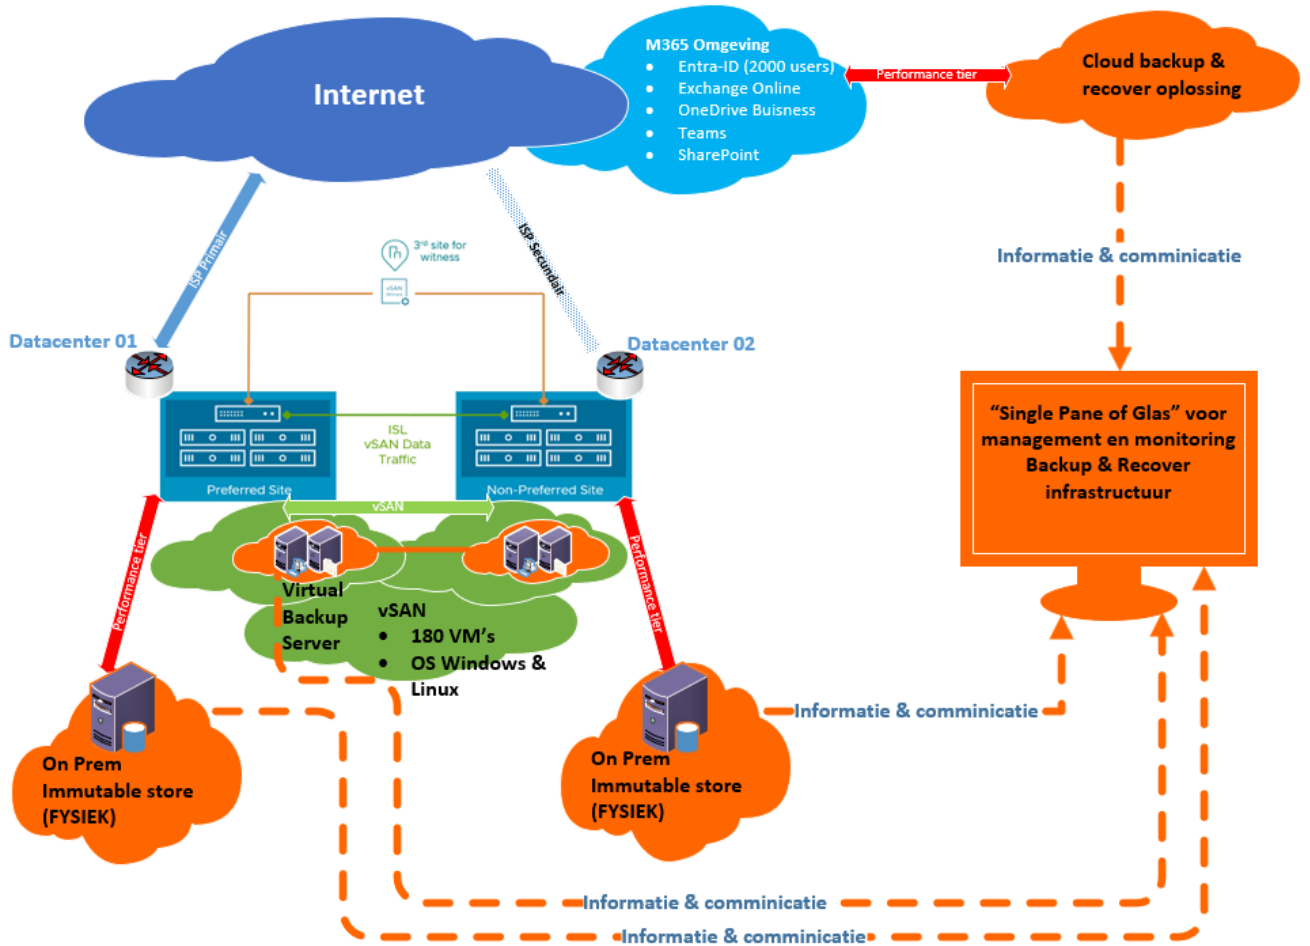 M365 Omgeving
Entra-ID (2000 users)
Exchange Online
OneDrive Buisness
Teams
SharePoint
Internet
Performance tier
Cloud backup &
recover oplossing
ISP Primair
ISP Secundair
3rd site for
witness
vSAN
Witness
Informatie & comminicatie
Datacenter 01
Datacenter 02
ISL
vSAN Data
Traffic
Preferred Site
Non-Preferred Site
"Single Pane of Glas" voor
management en monitoring
Backup & Recover
infrastructuur
vSAN
Performance tier
Performance tier
Virtual
Backup
Server
vSAN
• 180 VM's
• OS Windows &
Linux
On Prem
Immutable store
(FYSIEK)
On Prem
Immutable store
(FYSIEK)
Informatie & comminicatie
Informatie & comminicatie
Informatie & comminicatie